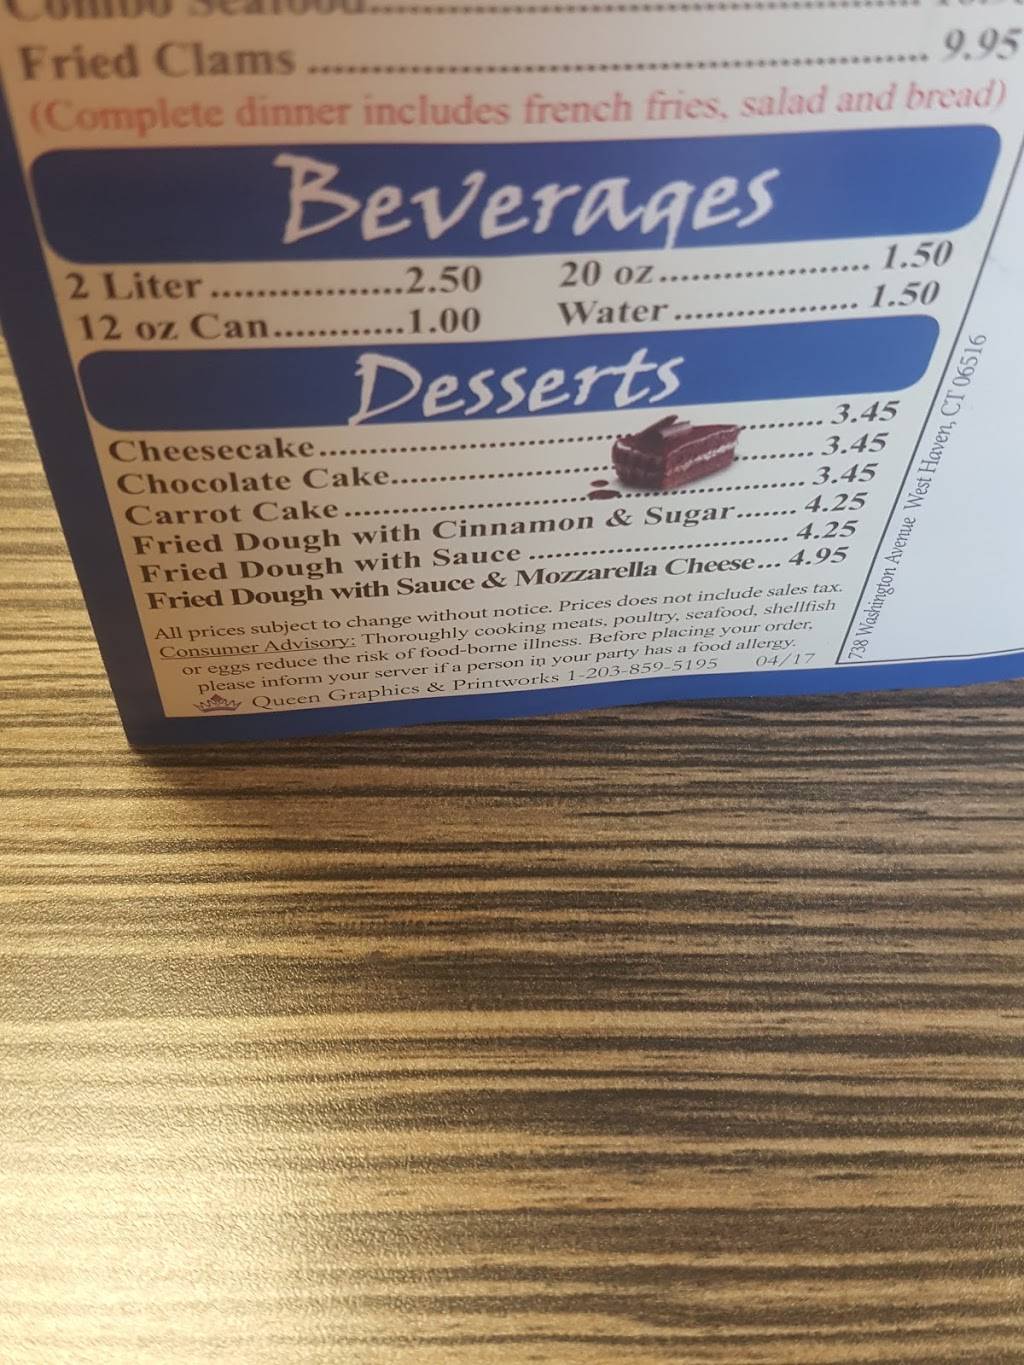 Combo Seafood
Fried Clams ........................................ 9.95
(Complete dinner includes french fries, salad and bread)
Beverages
2 Liter..................2.50
12 oz Can............1.00
20 oz.................... 1.50
Water ................. 1.50
Desserts
Cheesecake........................................ 3.45
Chocolate Cake.................................. 3.45
Carrot Cake........................................ 3.45
Fried Dough with Cinnamon & Sugar....... 4.25
Fried Dough with Sauce ............................ 4.25
Fried Dough with Sauce & Mozzarella Cheese... 4.95
All prices subject to change without notice. Prices does not include sales tax.
Consumer Advisory: Thoroughly cooking meats, poultry, seafood, shellfish
or eggs reduce the risk of food-borne illness. Before placing your order,
please inform your server if a person in your party has a food allergy.
Queen Graphics & Printworks 1-203-859-5195 04/17
738 Washington Avenue West Haven, CT 06516